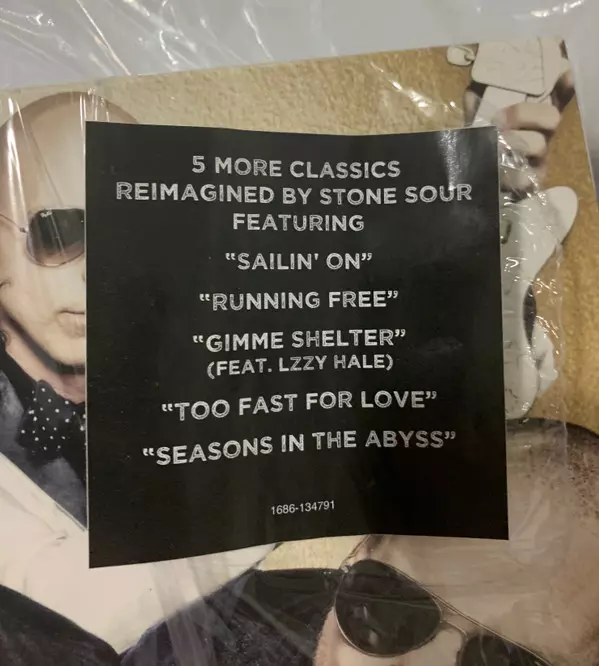 5 MORE CLASSICS
REIMAGINED BY STONE SOUR
FEATURING
"SAILIN' ON"
"RUNNING FREE"
"GIMME SHELTER"
(FEAT. LZZY HALE)
"TOO FAST FOR LOVE"
"SEASONS IN THE ABYSS"
1686-134791